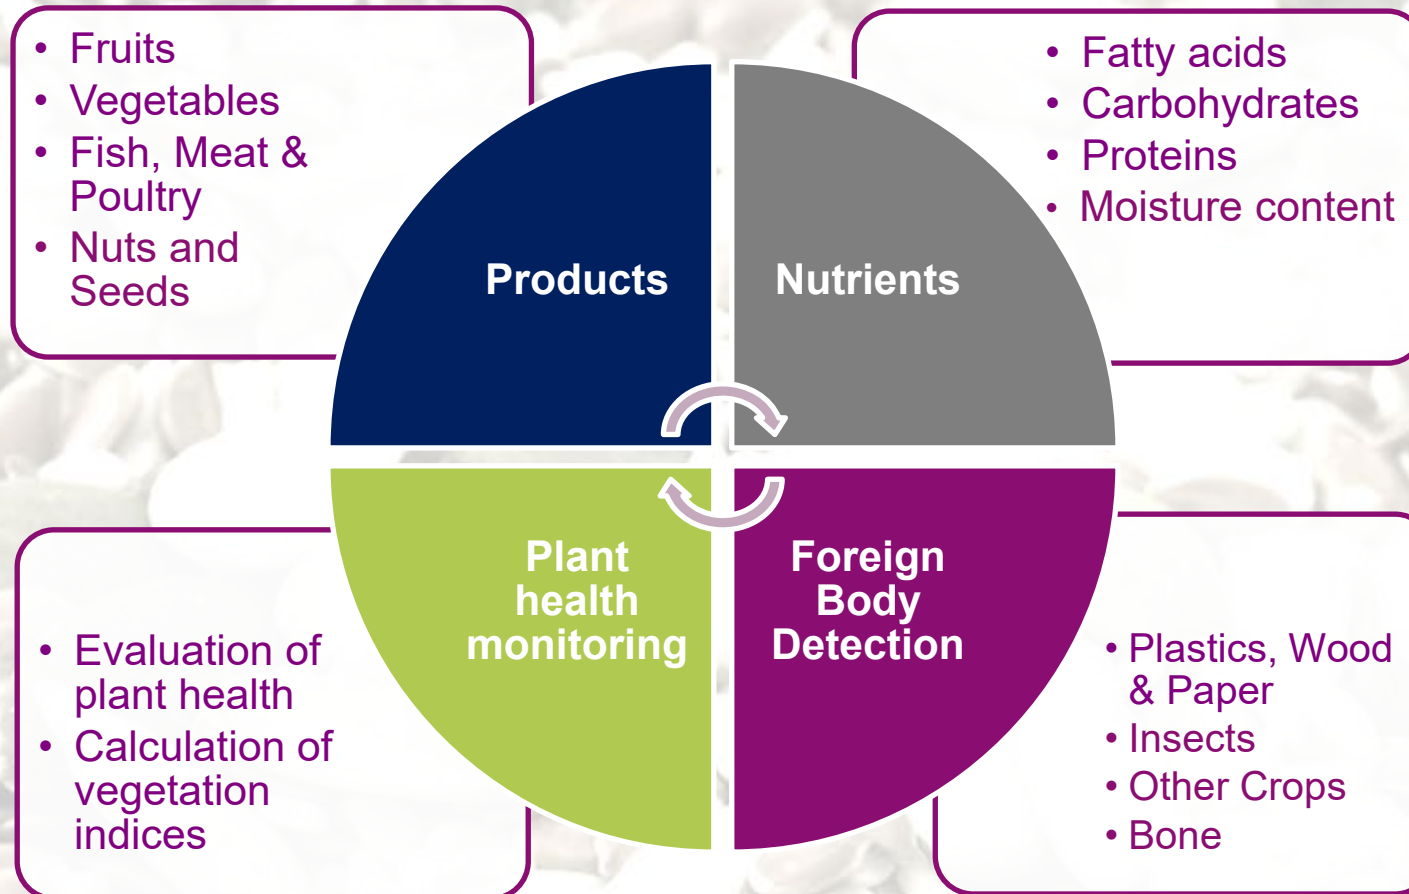 • Fruits
• Vegetables
• Fish, Meat &
Poultry
• Nuts and
Seeds
Products
• Fatty acids
• Carbohydrates
• Proteins
• Moisture content
Nutrients
Plant
health
monitoring
• Evaluation of
plant health
• Calculation of
vegetation
indices
Foreign
Body
Detection
• Plastics, Wood
& Paper
• Insects
• Other Crops
• Bone